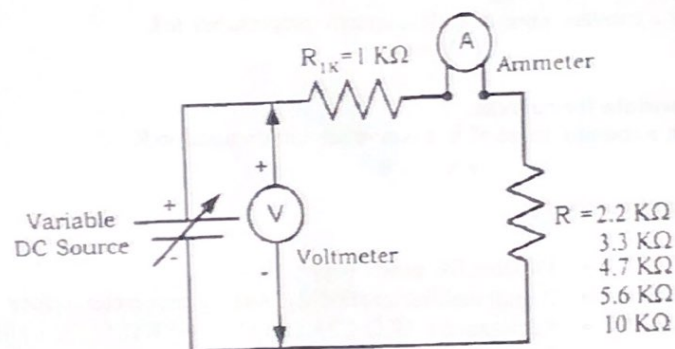 A
R1K=1 KΩ
Ammeter
+
+
V
Variable
DC Source
-
Voltmeter
-
R = 2.2 KΩ
3.3 KΩ
4.7 KΩ
5.6 KΩ
10 KΩ